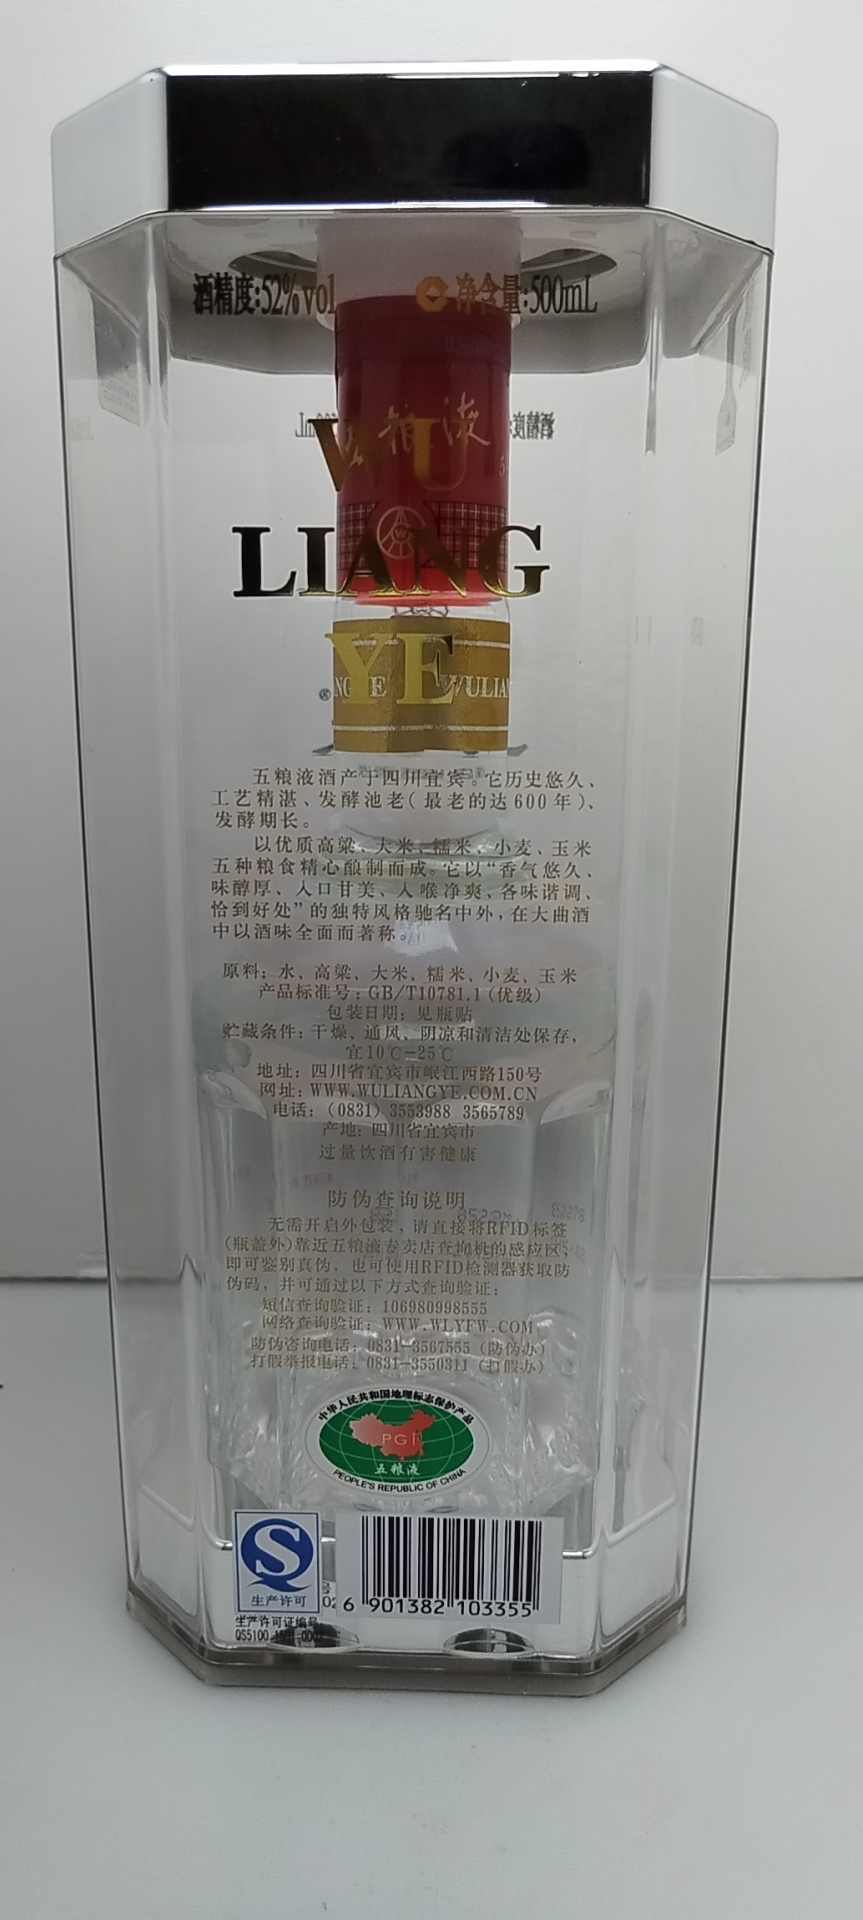 酒精度:52%vol 净含量:500mL
WU
LIANG
YE
五粮液酒产于四川宜宾。它历史悠久、
工艺精湛、发酵池老(最老的达600年)、
发酵期长。
以优质高粱、大米、糯米、小麦、玉米
五种粮食精心酿制而成。它以“香气悠久、
味醇厚、入口甘美、入喉净爽、各味谐调、
恰到好处”的独特风格驰名中外,在大曲酒
中以酒味全面而著称。
原料: 水、高粱、大米、糯米、小麦、玉米
产品标准号: GB/T10781.1(优级)
包装日期: 见瓶贴
贮藏条件: 干燥、通风、阴凉和清洁处保存,
宜10℃-25℃
地址: 四川省宜宾市岷江西路150号
网址: WWW.WULIANGYE.COM.CN
电话: (0831) 3553988 3565789
产地: 四川省宜宾市
过量饮酒有害健康
防伪查询说明
无需开启外包装, 请直接将RFID标签
(瓶盖外)靠近五粮液专卖店查询机的感应区,
即可鉴别真伪, 也可使用RFID检测器获取防
伪码, 并可通过以下方式查询验证:
短信查询验证: 106980998555
网络查询验证: WWW.WLYFW.COM
防伪咨询电话: 0831-3567555 (防伪办)
打假举报电话: 0831-3550311 (打假办)
中华人民共和国地理标志保护产品
PGI
五粮液
PEOPLE'S REPUBLIC OF CHINA
S
生产许可
6 901382 103355
生产许可证编号
QS5100